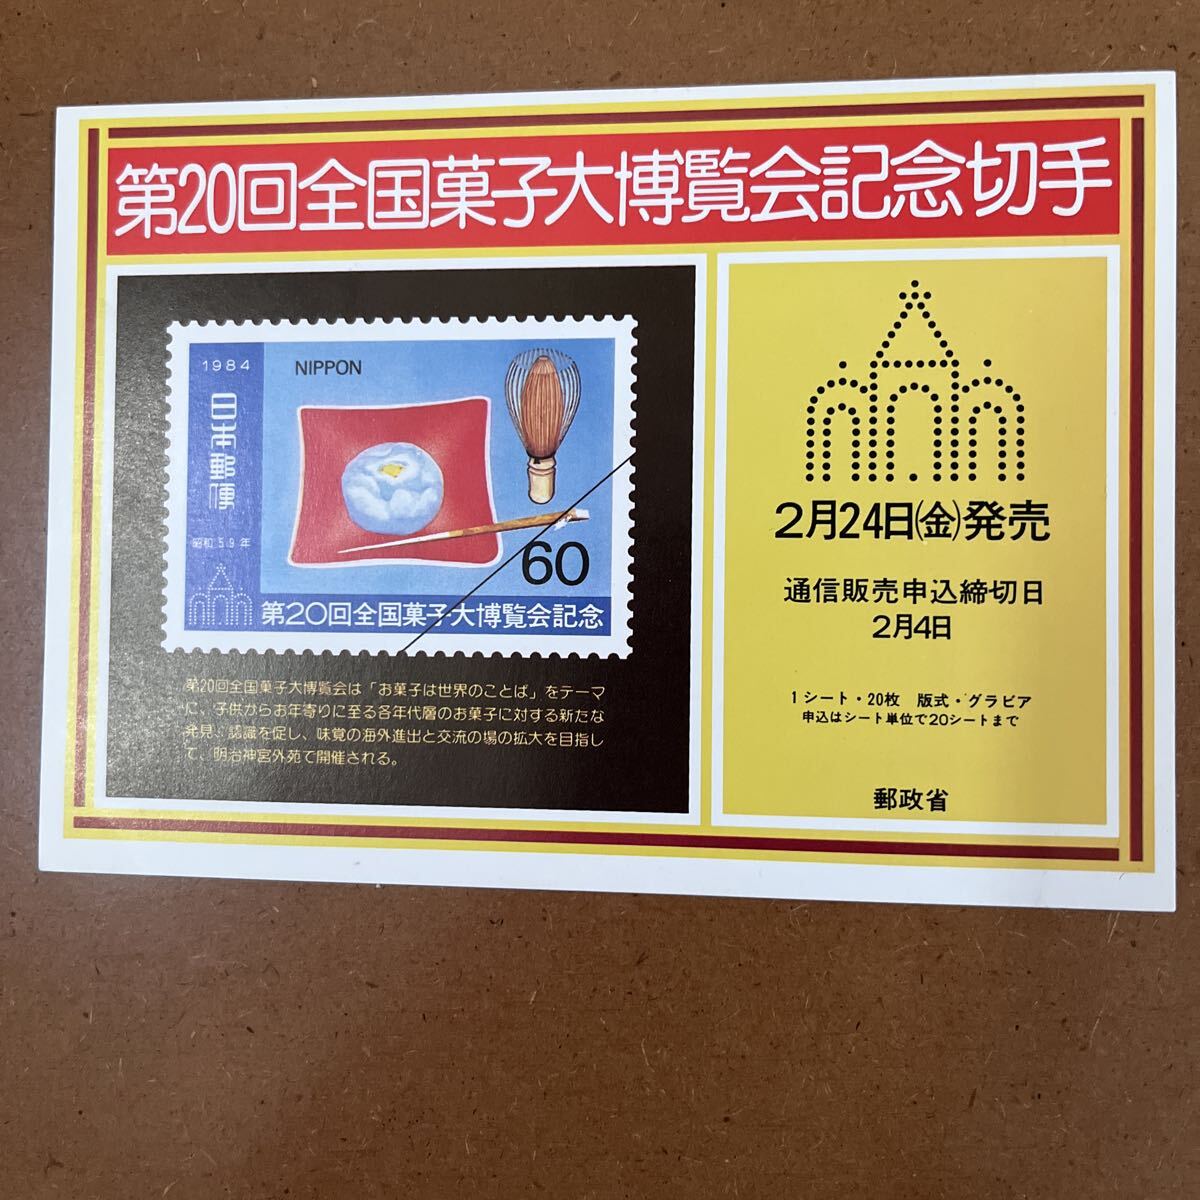 第20回全国菓子大博覧会記念切手
1984
NIPPON
日本郵便
昭和59年
60
第20回全国菓子大博覧会記念
第20回全国菓子大博覧会は「お菓子は世界のことば」をテーマ
に、子供からお年寄りに至る各年代層のお菓子に対する新たな
発見、認識を促し、味覚の海外進出と交流の場の拡大を目指し
て、明治神宮外苑で開催される。
2月24日(金)発売
通信販売申込締切日
2月4日
1シート・20枚 版式・グラビア
申込はシート単位で20シートまで
郵政省